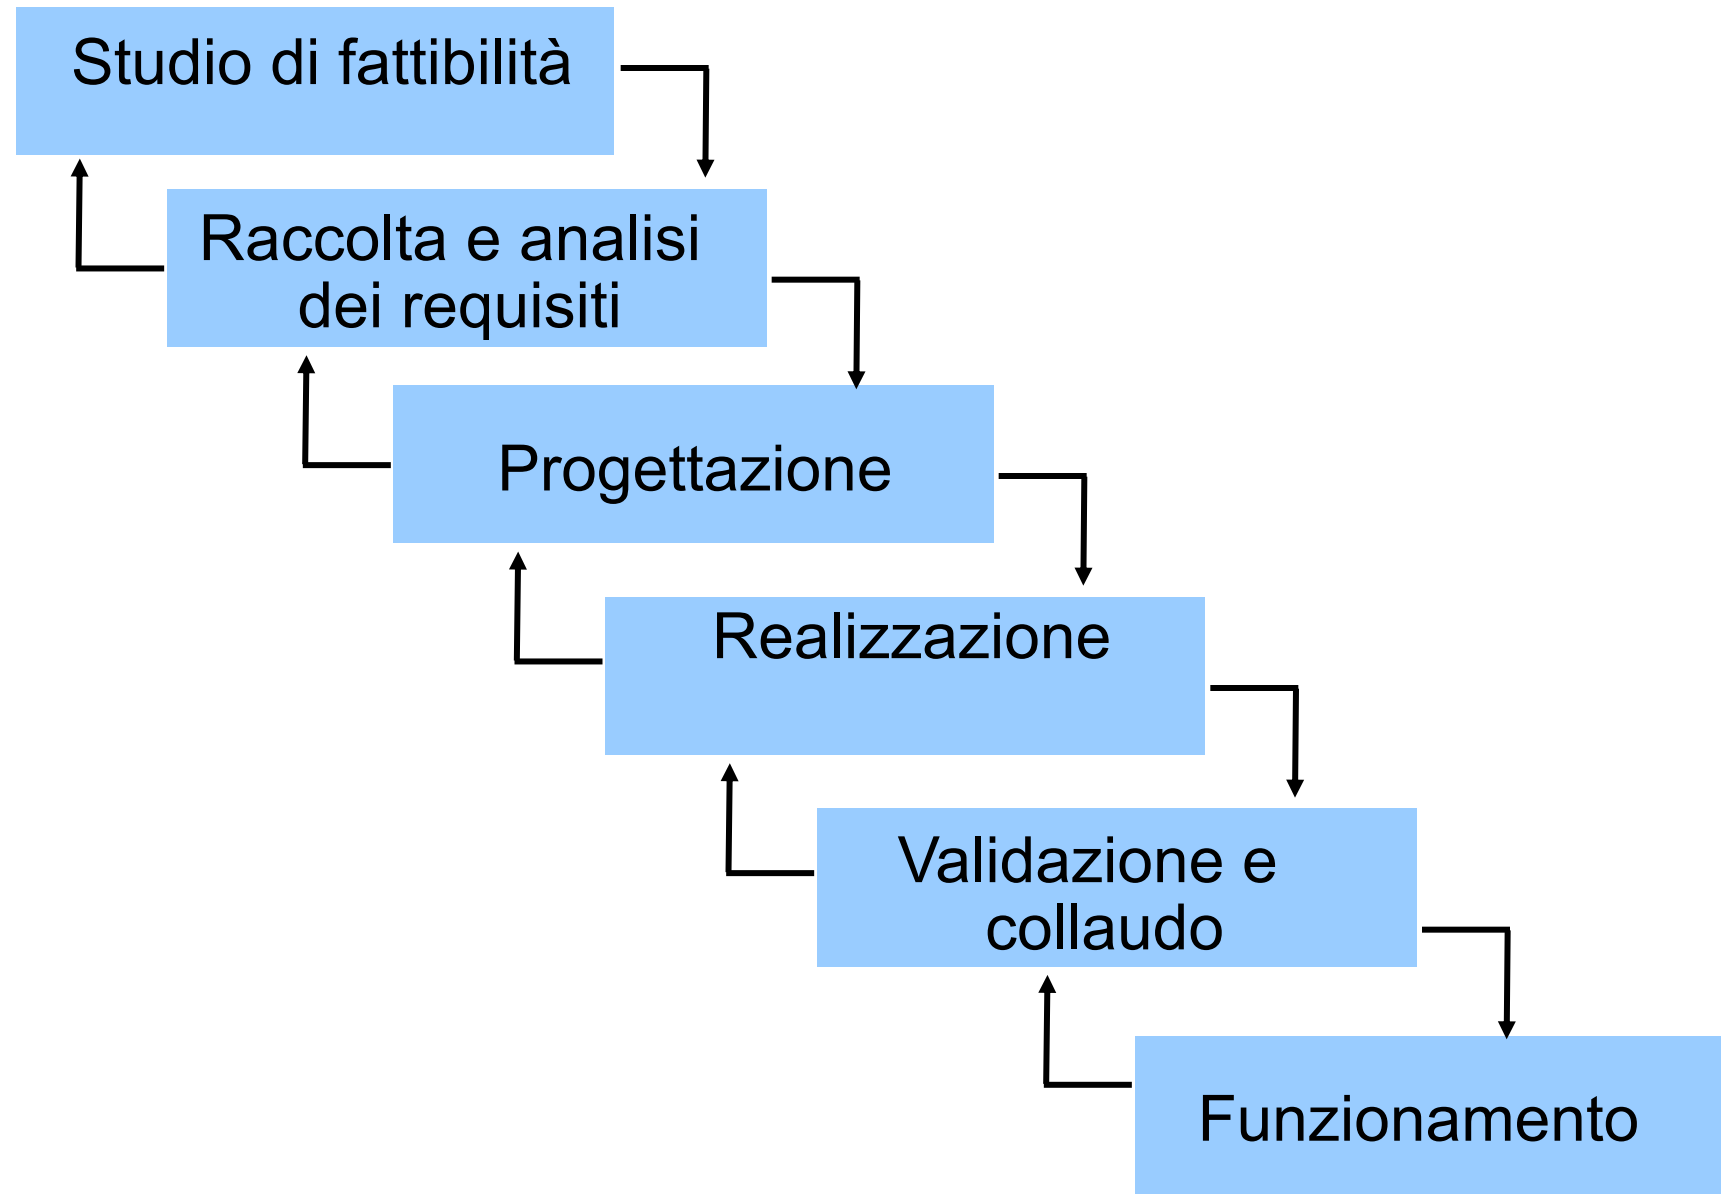 Studio di fattibilità
Raccolta e analisi
dei requisiti
Progettazione
Realizzazione
Validazione e
collaudo
Funzionamento